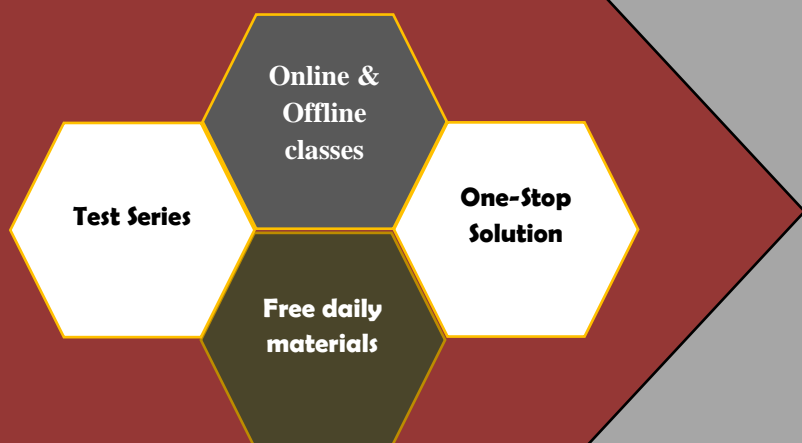 Online &
Offline
classes
Test Series
One-Stop
Solution
Free daily
materials